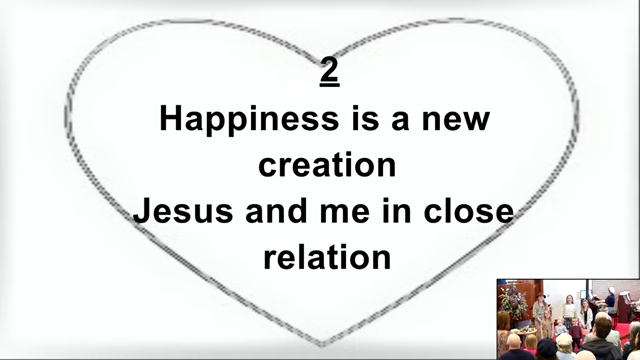 2
Happiness is a new
creation
Jesus and me in close
relation